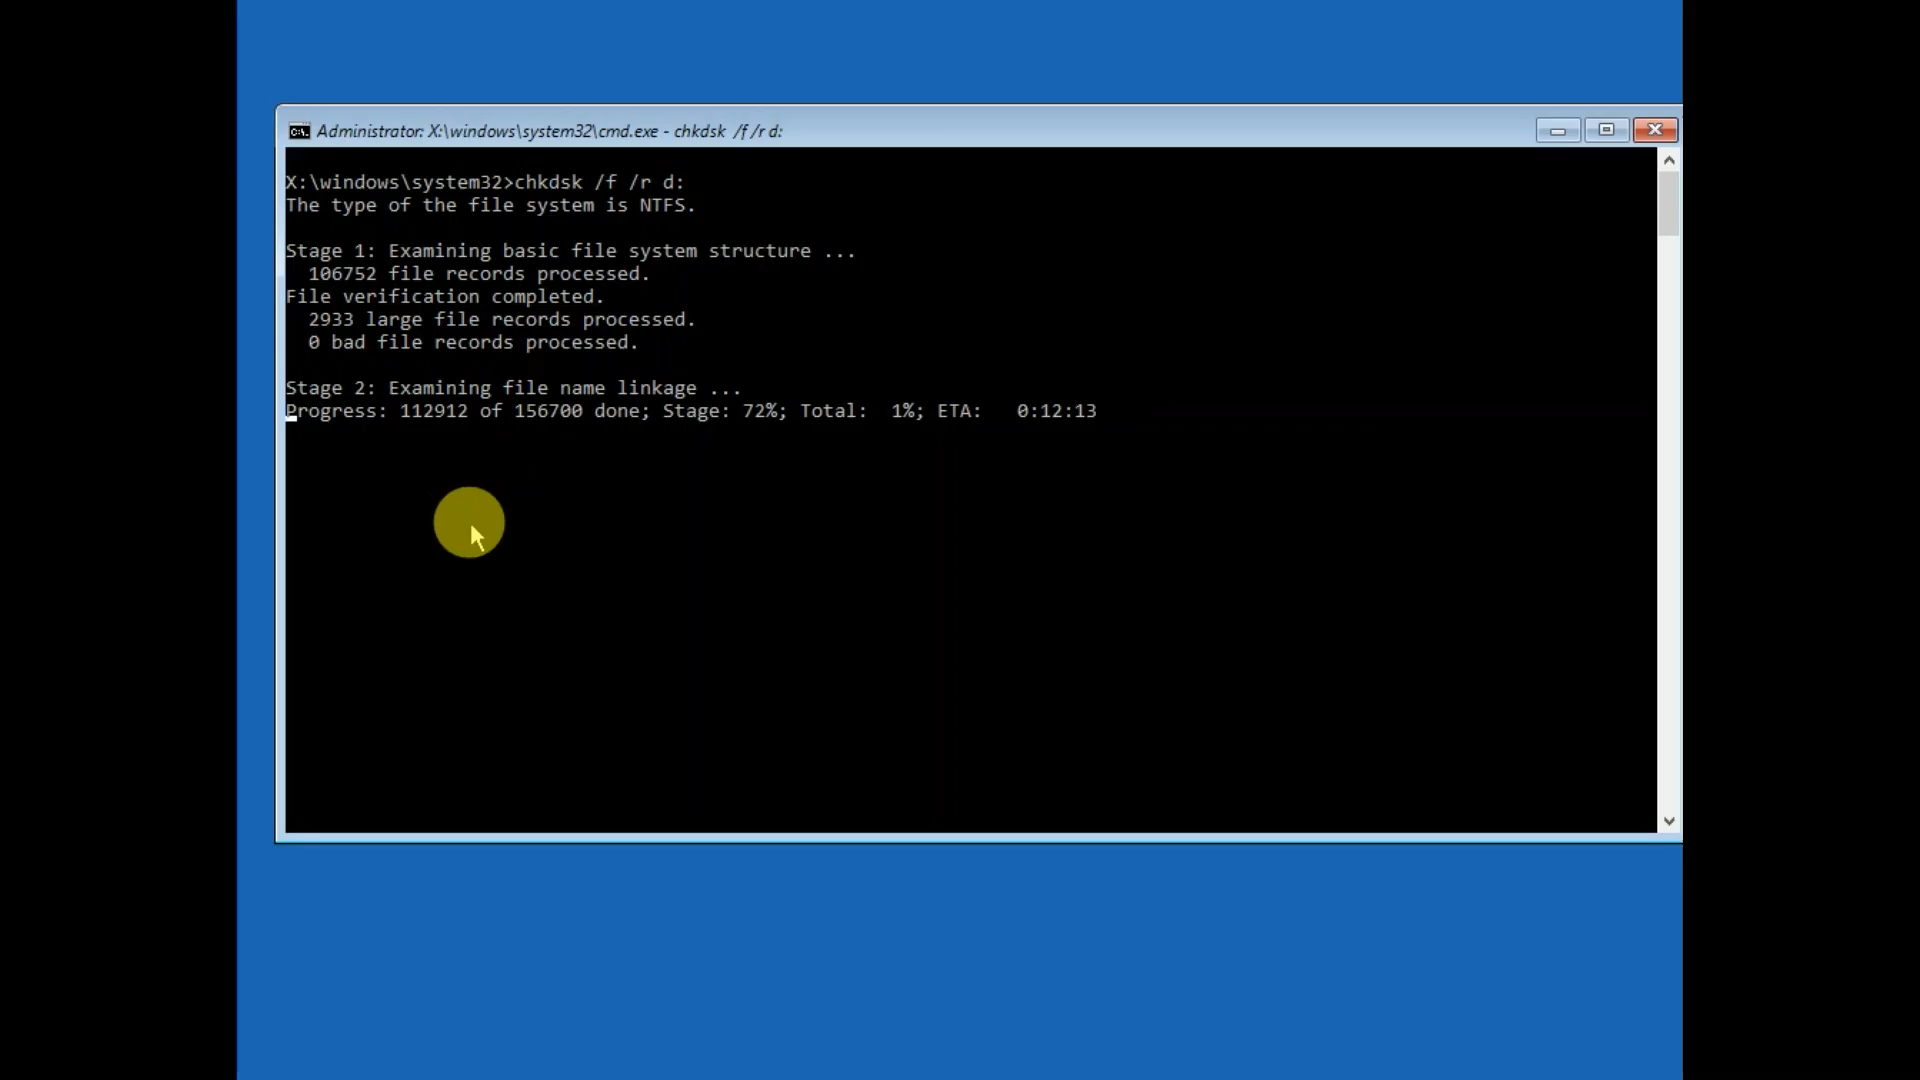 Administrator: X:\windows\system32\cmd.exe - chkdsk /f /r d:
X:\windows\system32>chkdsk /f /r d:
The type of the file system is NTFS.
Stage 1: Examining basic file system structure ...
106752 file records processed.
File verification completed.
2933 large file records processed.
0 bad file records processed.
Stage 2: Examining file name linkage ...
Progress: 112912 of 156700 done; Stage: 72%; Total:  1%; ETA:   0:12:13